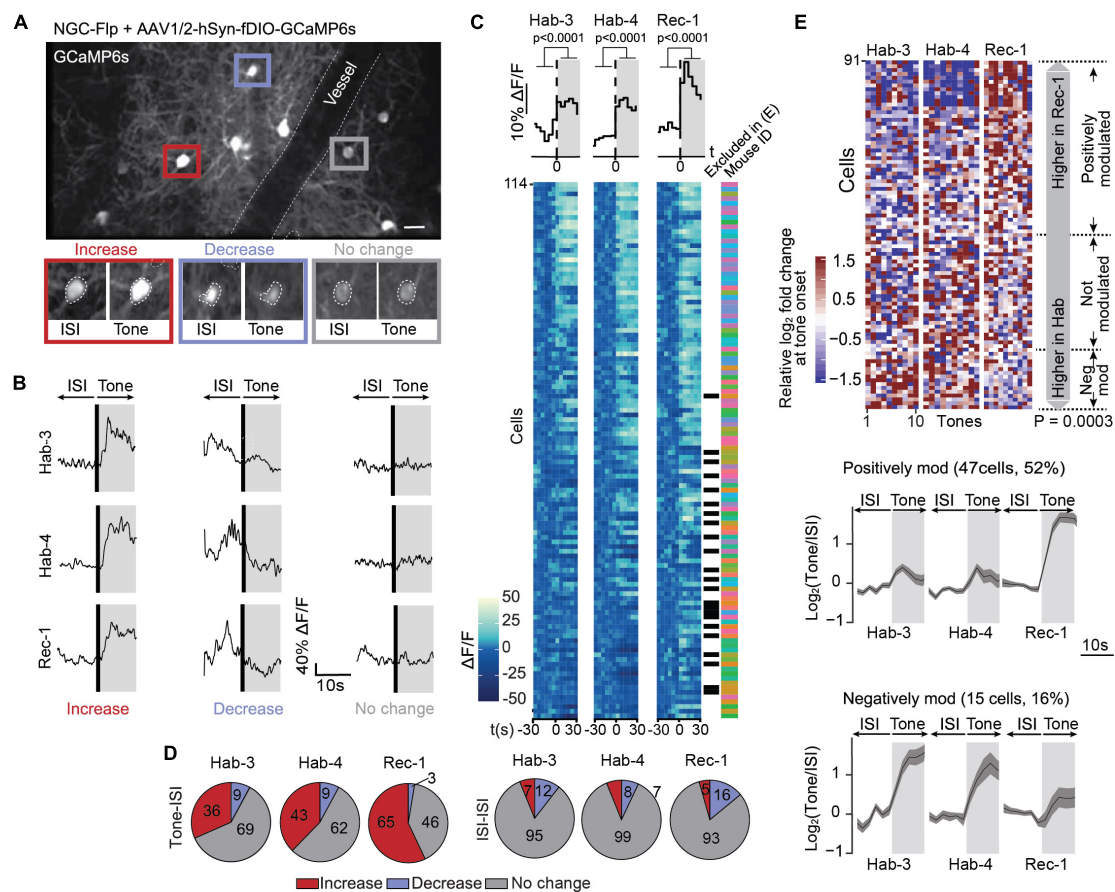 A
NGC-Flp + AAV1/2-hSyn-fDIO-GCaMP6s
GCaMP6s
Vessel
Increase
Decrease
No change
ISI Tone
ISI Tone
ISI Tone
B
ISI Tone
ISI Tone
ISI Tone
Hab-3
Hab-4
Rec-1
40% ΔF/F
10s
Increase
Decrease
No change
C
Hab-3 Hab-4 Rec-1
p<0.0001 p<0.0001 p<0.0001
10% ΔF/F
0 0 0
t
Excluded in (E)
Mouse ID
114
Cells
ΔF/F
50
25
0
-25
-50
t(s) -30 0 30 -30 0 30 -30 0 30
D
Hab-3 Hab-4 Rec-1
Tone-ISI
36 9 69
43 9 62
65 3 46
Hab-3 Hab-4 Rec-1
ISI-ISI
7 12 95
8 7 99
5 16 93
Increase Decrease No change
E
Hab-3 Hab-4 Rec-1
91
Cells
Relative log2 fold change
at tone onset
1.5
0.5
−0.5
−1.5
Higher in Rec-1
Higher in Hab
Positively
modulated
Not
modulated
Neg
mod
1 10 Tones
P = 0.0003
Positively mod (47cells, 52%)
ISI Tone ISI Tone ISI Tone
Log2(Tone/ISI)
1
0
−1
Hab-3 Hab-4 Rec-1
10s
Negatively mod (15 cells, 16%)
ISI Tone ISI Tone ISI Tone
Log2(Tone/ISI)
1
0
−1
Hab-3 Hab-4 Rec-1